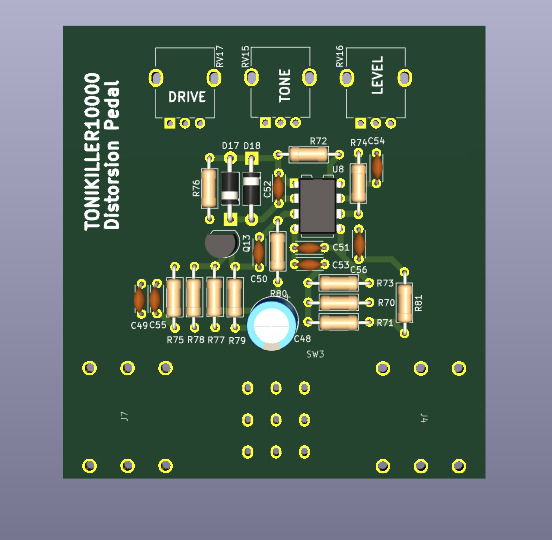 RV17
RV15
RV16
DRIVE
TONE
LEVEL
TONIKILLER10000
Distorsion Pedal
D17
D18
R72
R74
C54
R76
C52
U8
Q13
C50
C51
C53
C56
R80
R73
R70
R71
R81
C49
C55
R75
R78
R77
R79
C48
SW3
J7
J4
+